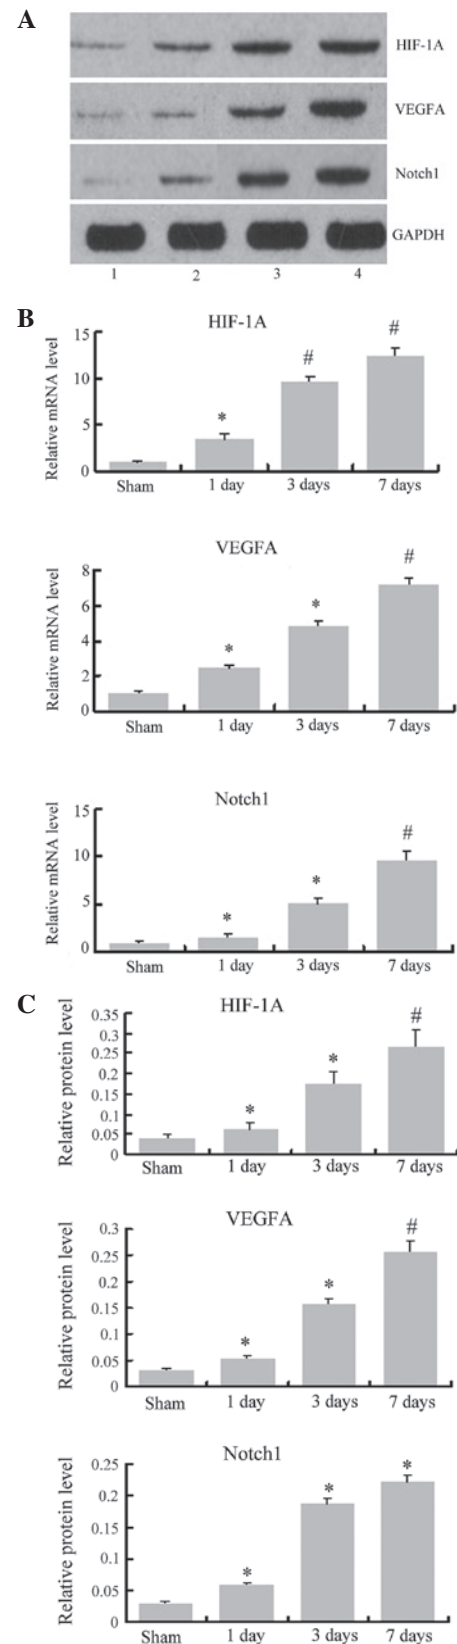 A
HIF-1A
VEGFA
Notch1
GAPDH
1 2 3 4
B
HIF-1A
Relative mRNA level
15
10
5
0
* # #
Sham 1 day 3 days 7 days
VEGFA
Relative mRNA level
8
6
4
2
0
* * #
Sham 1 day 3 days 7 days
Notch1
Relative mRNA level
15
10
5
0
* * #
Sham 1 day 3 days 7 days
C
HIF-1A
Relative protein level
0.35
0.3
0.25
0.2
0.15
0.1
0.05
0
* * #
Sham 1 day 3 days 7 days
VEGFA
Relative protein level
0.3
0.25
0.2
0.15
0.1
0.05
0
* * #
Sham 1 day 3 days 7 days
Notch1
Relative protein level
0.25
0.2
0.15
0.1
0.05
0
* * *
Sham 1 day 3 days 7 days